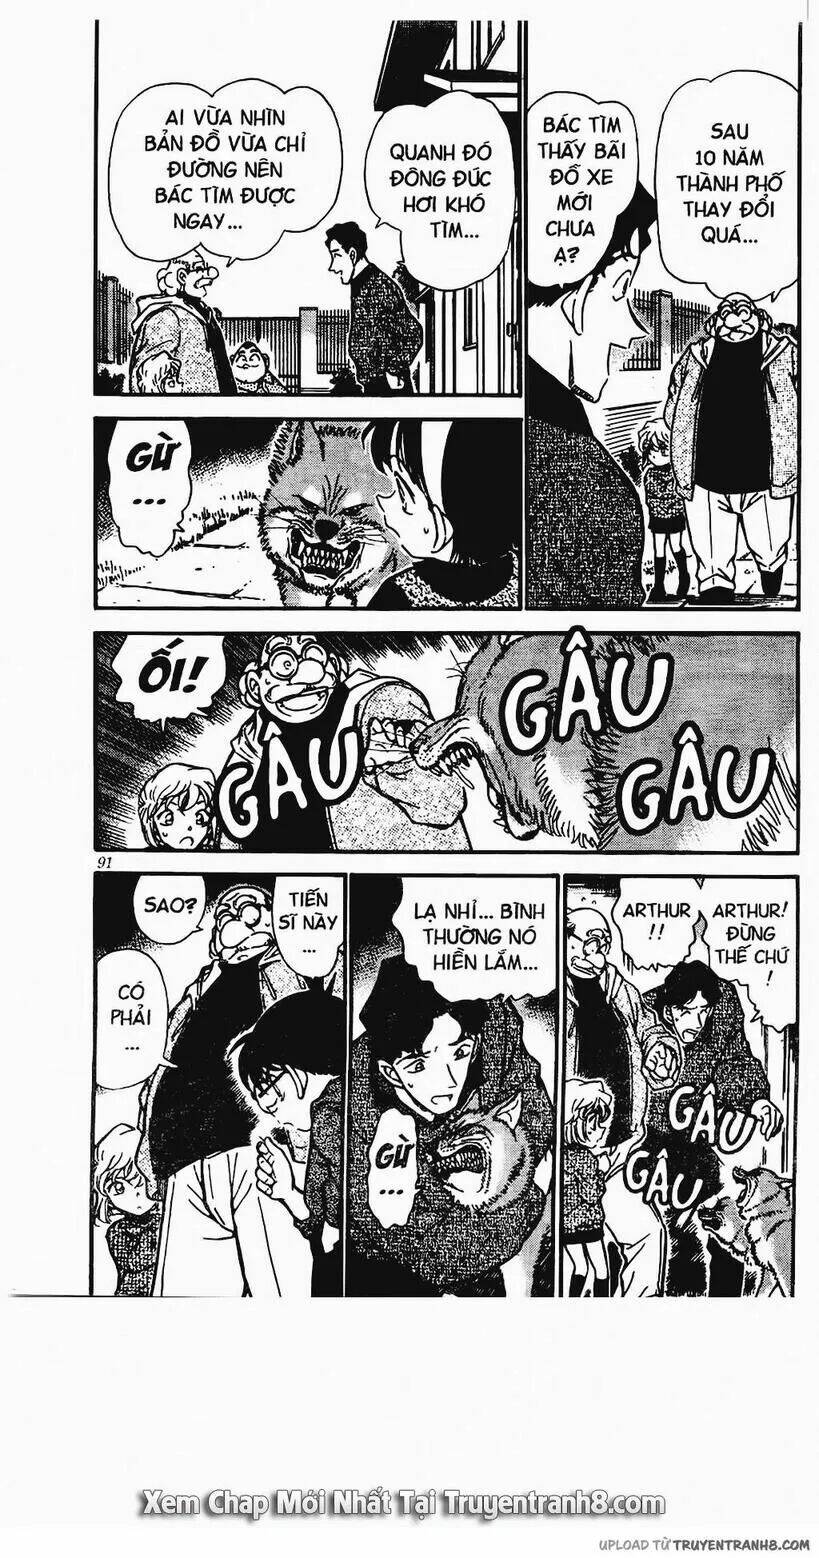 SAU
10 NĂM
THÀNH PHỐ
THAY ĐỔI
QUÁ...
BÁC TÌM
THẤY BÃI
ĐỖ XE
MỚI
CHƯA
Ạ?
QUANH ĐÓ
ĐÔNG ĐÚC
HƠI KHÓ
TÌM...
AI VỪA NHÌN
BẢN ĐỒ VỪA CHỈ
ĐƯỜNG NÊN
BÁC TÌM ĐƯỢC
NGAY...
GỪ
...
ỐI!
GÂU
GÂU
GÂU
91
ARTHUR!
ĐỪNG
THẾ CHỨ
!
ARTHUR
!!
GÂU
GÂU
LẠ NHỈ... BÌNH
THƯỜNG NÓ
HIỀN LẮM...
GỪ
...
TIẾN
SĨ NÀY
...
SAO?
CÓ
PHẢI
...
Xem Chap Mới Nhất Tại Truyentranh8.com
UPLOAD TỪ TRUYENTRANH8.COM